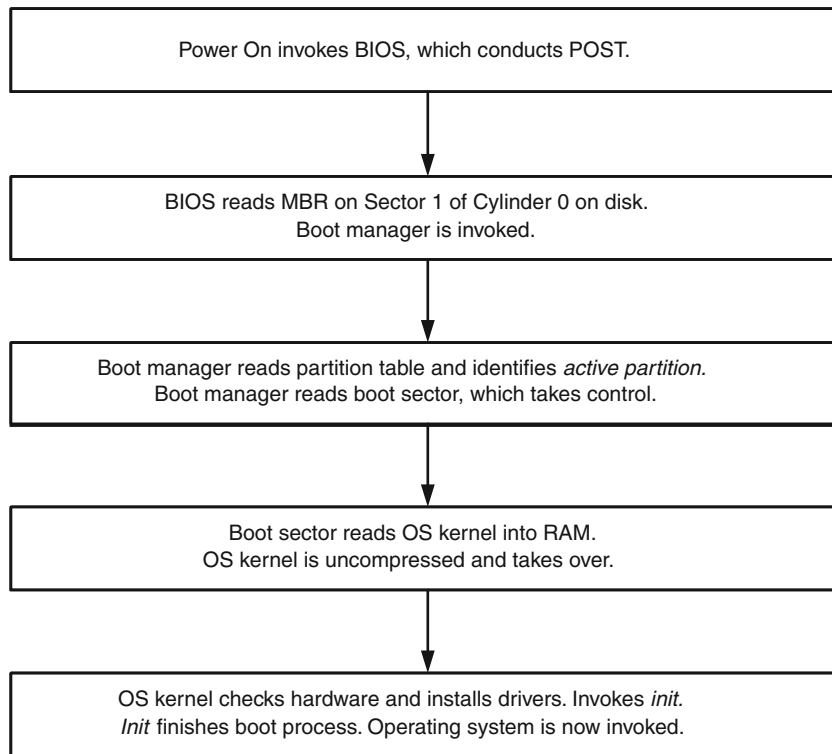 Power On invokes BIOS, which conducts POST.
BIOS reads MBR on Sector 1 of Cylinder 0 on disk.
Boot manager is invoked.
Boot manager reads partition table and identifies active partition.
Boot manager reads boot sector, which takes control.
Boot sector reads OS kernel into RAM.
OS kernel is uncompressed and takes over.
OS kernel checks hardware and installs drivers. Invokes init.
Init finishes boot process. Operating system is now invoked.